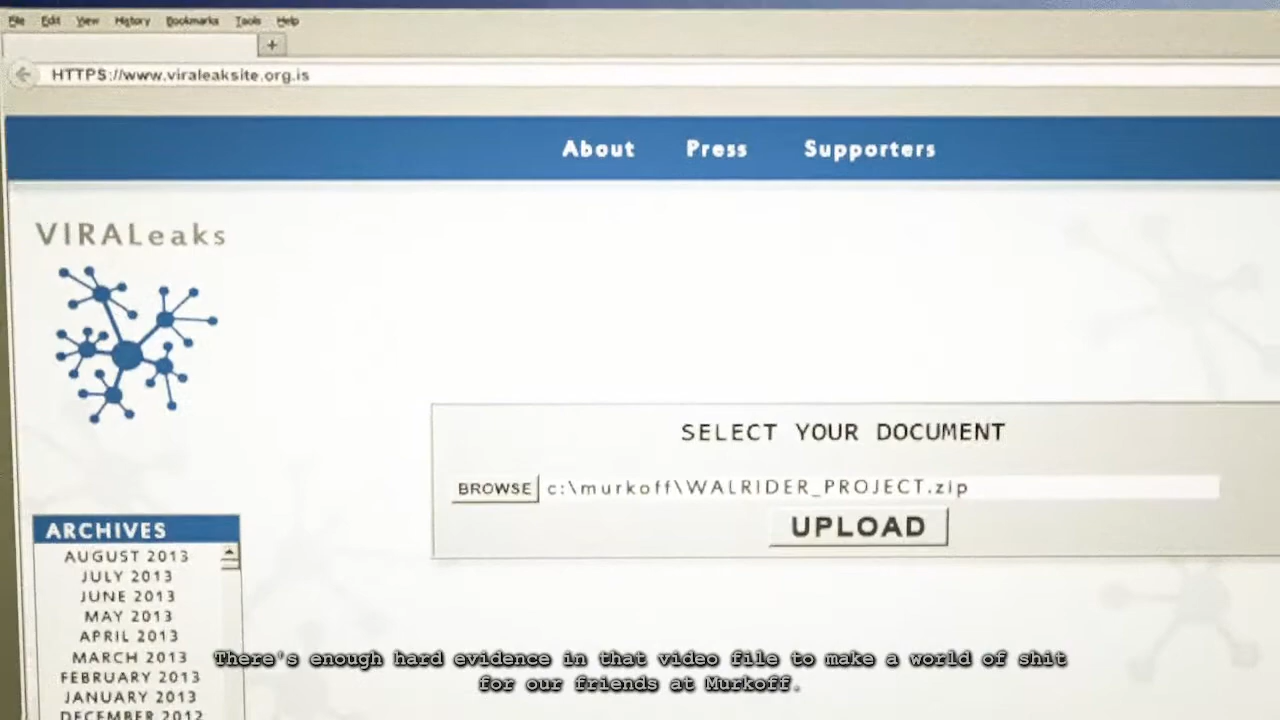 File Edit View History Bookmarks Tools Help
+
HTTPS://www.viraleaksite.org.is
About Press Supporters
VIRALeaks
SELECT YOUR DOCUMENT
BROWSE c:\murkoff\WALRIDER_PROJECT.zip
UPLOAD
ARCHIVES
AUGUST 2013
JULY 2013
JUNE 2013
MAY 2013
APRIL 2013
MARCH 2013
FEBRUARY 2013
JANUARY 2013
DECEMBER 2012
There's enough hard evidence in that video file to make a world of shit
for our friends at Murkoff.